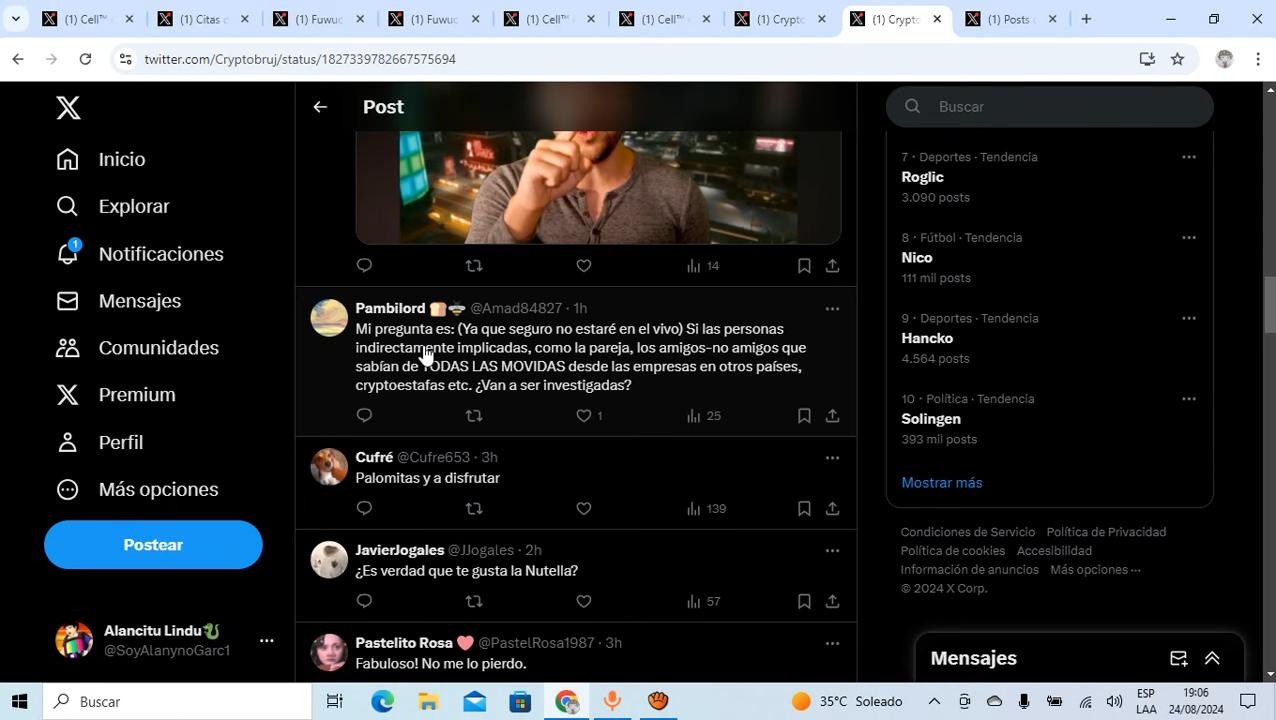 (1) Cell™
(1) Citas d
(1) Fuwuc
(1) Fuwuc
(1) Cell™
(1) Cell™
(1) Crypto
(1) Crypto
(1) Posts
twitter.com/Cryptobruj/status/1827339782667575694
Inicio
Explorar
1
Notificaciones
Mensajes
Comunidades
Premium
Perfil
Más opciones
Postear
Alancitu Lindu
@SoyAlanynoGarc1
Post
14
Pambilord @Amad84827 · 1h
Mi pregunta es: (Ya que seguro no estaré en el vivo) Si las personas
indirectamente implicadas, como la pareja, los amigos-no amigos que
sabían de TODAS LAS MOVIDAS desde las empresas en otros países,
cryptoestafas etc. ¿Van a ser investigadas?
1
25
Cufré @Cufre653 · 3h
Palomitas y a disfrutar
139
JavierJogales @JJogales · 2h
¿Es verdad que te gusta la Nutella?
57
Pastelito Rosa @PastelRosa1987 · 3h
Fabuloso! No me lo pierdo.
Buscar
7 · Deportes · Tendencia
Roglic
3.090 posts
8 · Fútbol · Tendencia
Nico
111 mil posts
9 · Deportes · Tendencia
Hancko
4.564 posts
10 · Política · Tendencia
Solingen
393 mil posts
Mostrar más
Condiciones de Servicio Política de Privacidad
Política de cookies Accesibilidad
Información de anuncios Más opciones ···
© 2024 X Corp.
Mensajes
Buscar
35°C Soleado
ESP
LAA
19:06
24/08/2024